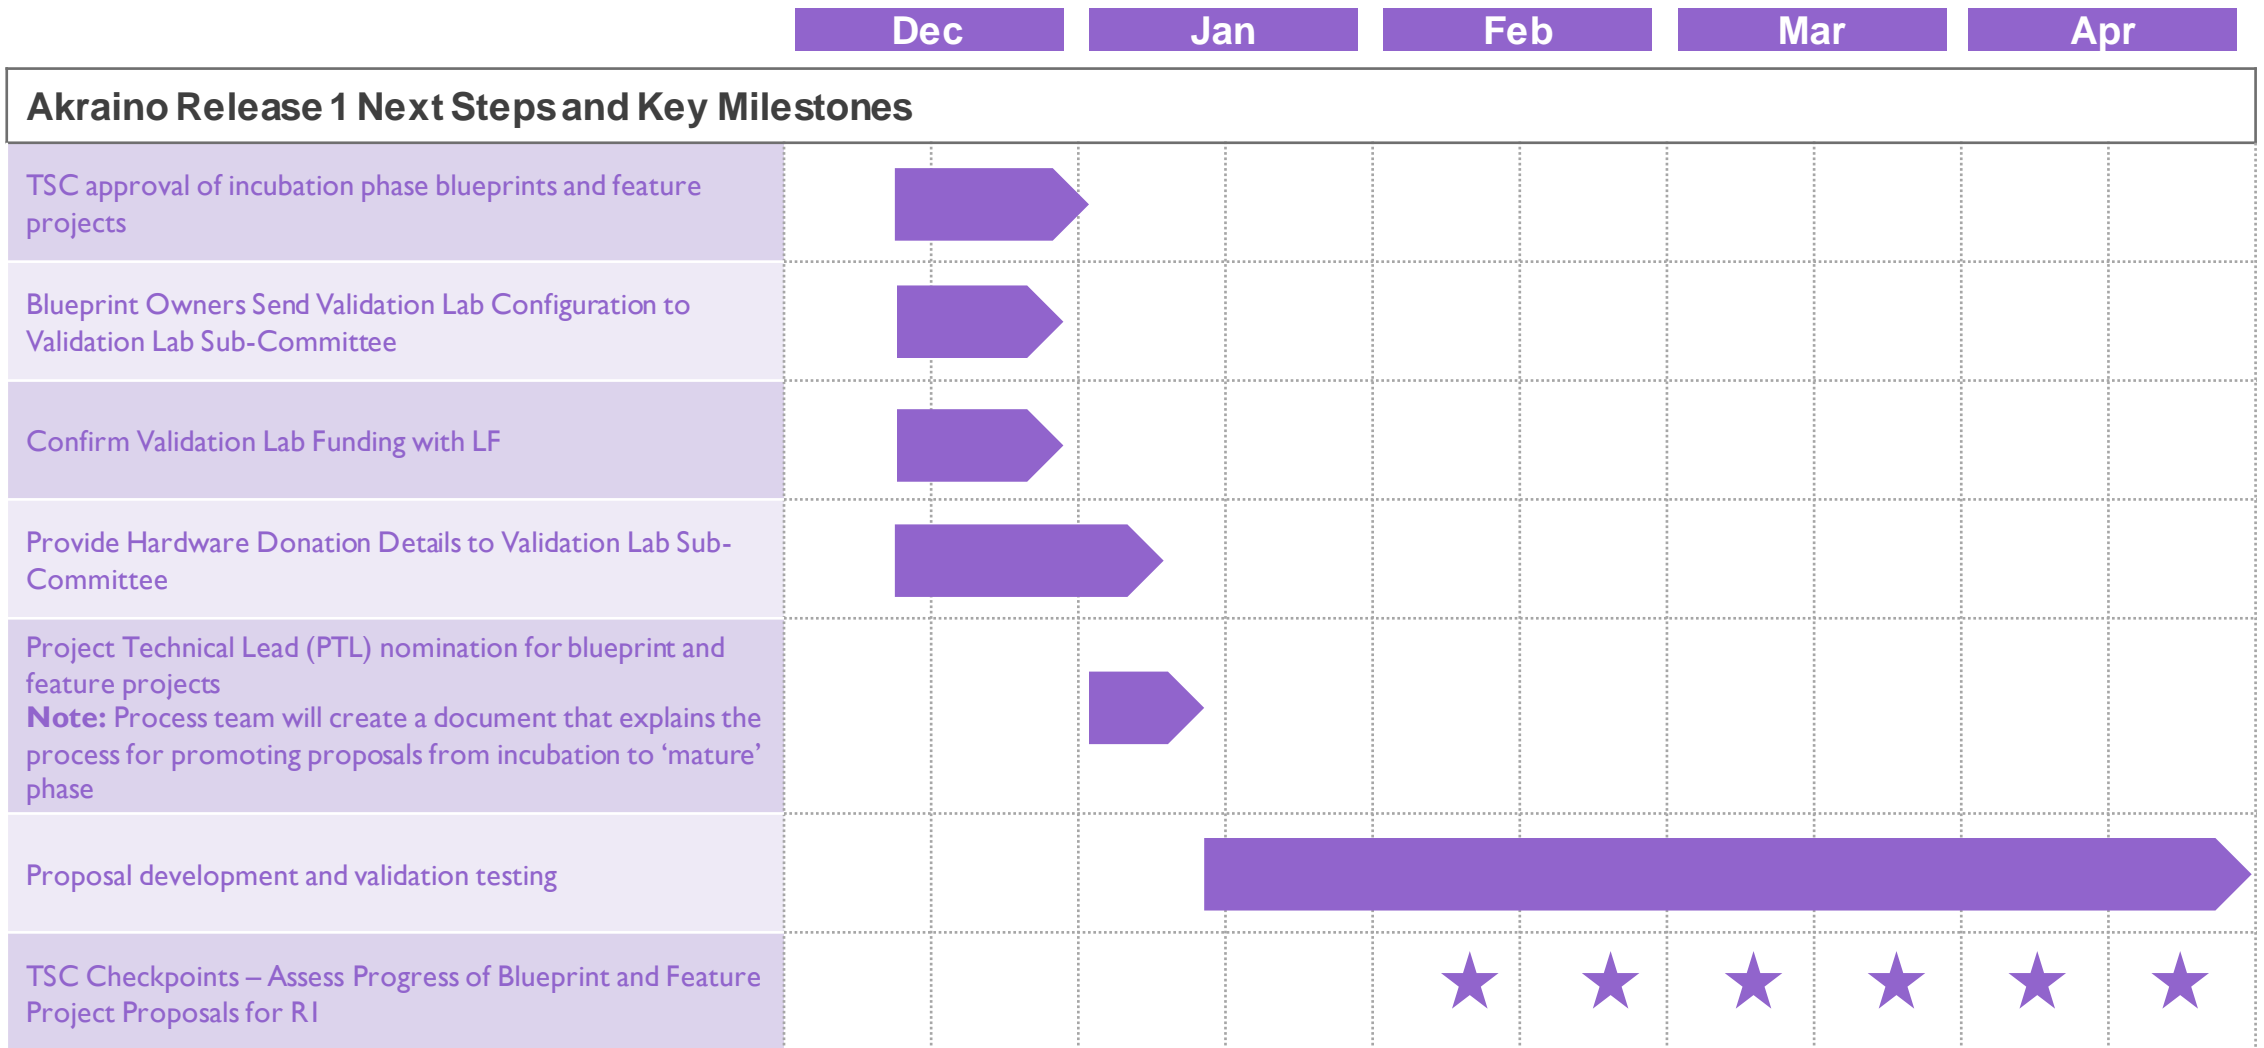 Dec Jan Feb Mar Apr
Akraino Release 1 Next Steps and Key Milestones
TSC approval of incubation phase blueprints and feature
projects
Blueprint Owners Send Validation Lab Configuration to
Validation Lab Sub-Committee
Confirm Validation Lab Funding with LF
Provide Hardware Donation Details to Validation Lab Sub-
Committee
Project Technical Lead (PTL) nomination for blueprint and
feature projects
Note: Process team will create a document that explains the
process for promoting proposals from incubation to ‘mature’
phase
Proposal development and validation testing
TSC Checkpoints – Assess Progress of Blueprint and Feature
Project Proposals for R1